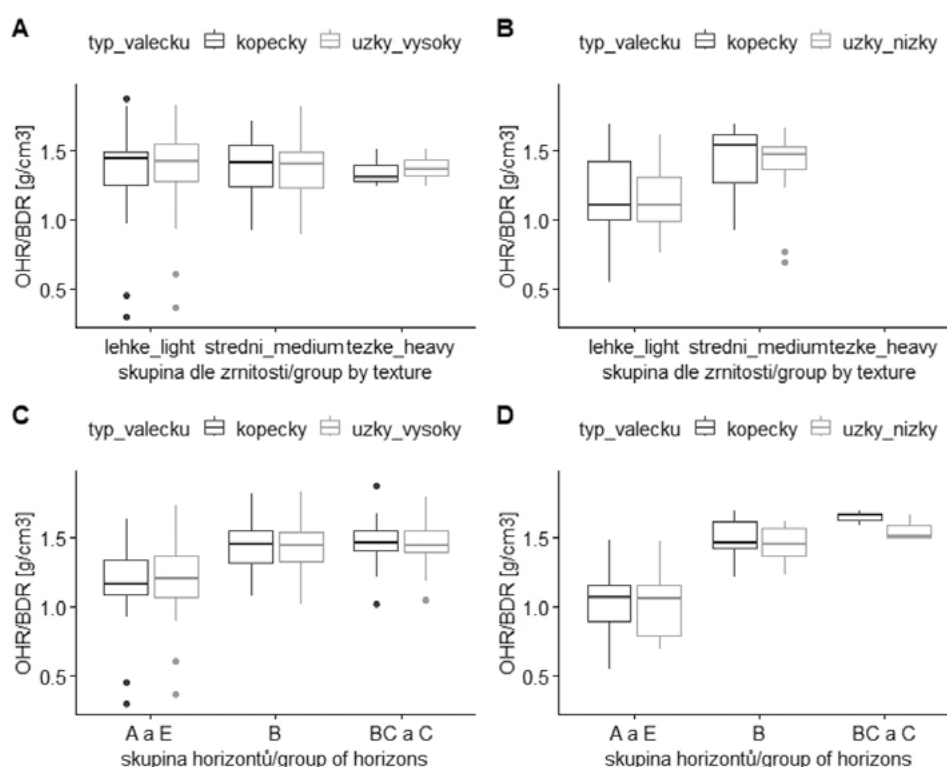 A
typ_valecku kopecky uzky_vysoky
OHR/BDR [g/cm3]
1.5
1.0
0.5
lehke_light stredni_medium tezke_heavy
skupina dle zrnitosti/group by texture
B
typ_valecku kopecky uzky_nizky
OHR/BDR [g/cm3]
1.5
1.0
0.5
lehke_light stredni_medium tezke_heavy
skupina dle zrnitosti/group by texture
C
typ_valecku kopecky uzky_vysoky
OHR/BDR [g/cm3]
1.5
1.0
0.5
A a E B BC a C
skupina horizontů/group of horizons
D
typ_valecku kopecky uzky_nizky
OHR/BDR [g/cm3]
1.5
1.0
0.5
A a E B BC a C
skupina horizontů/group of horizons